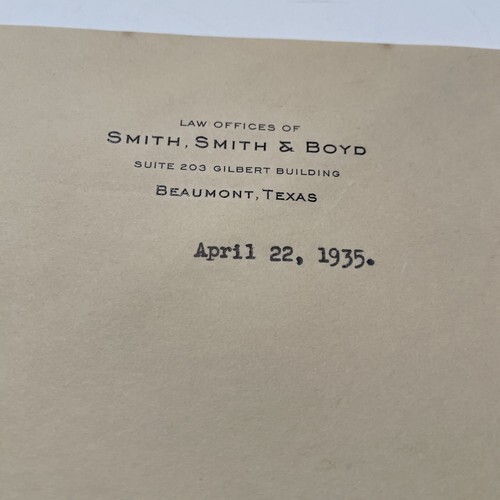 LAW OFFICES OF
SMITH, SMITH & BOYD
SUITE 203 GILBERT BUILDING
BEAUMONT, TEXAS
April 22, 1935.